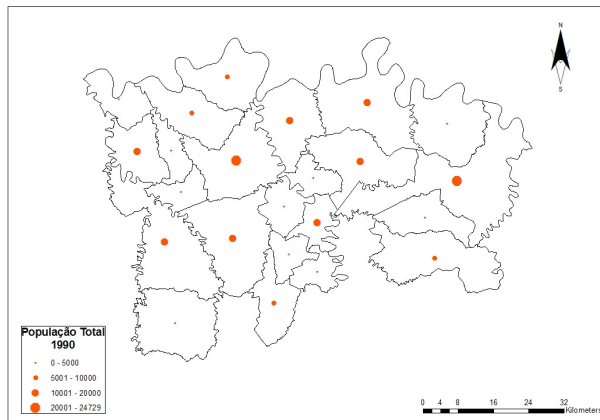 N
S
População Total
1990
0 - 5000
5001 - 10000
10001 - 20000
20001 - 24729
0 4 8 16 24 32
Kilometers